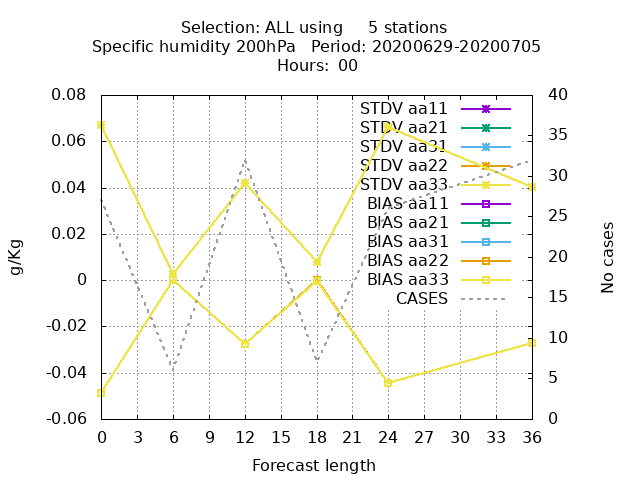 Selection: ALL using 5 stations
Specific humidity 200hPa Period: 20200629-20200705
Hours: 00
0.08
0.06
0.04
0.02
0
-0.02
-0.04
-0.06
g/Kg
STDV aa11
STDV aa21
STDV aa31
STDV aa22
STDV aa33
BIAS aa11
BIAS aa21
BIAS aa31
BIAS aa22
BIAS aa33
CASES
40
35
30
25
20
15
10
5
0
No cases
0 3 6 9 12 15 18 21 24 27 30 33 36
Forecast length